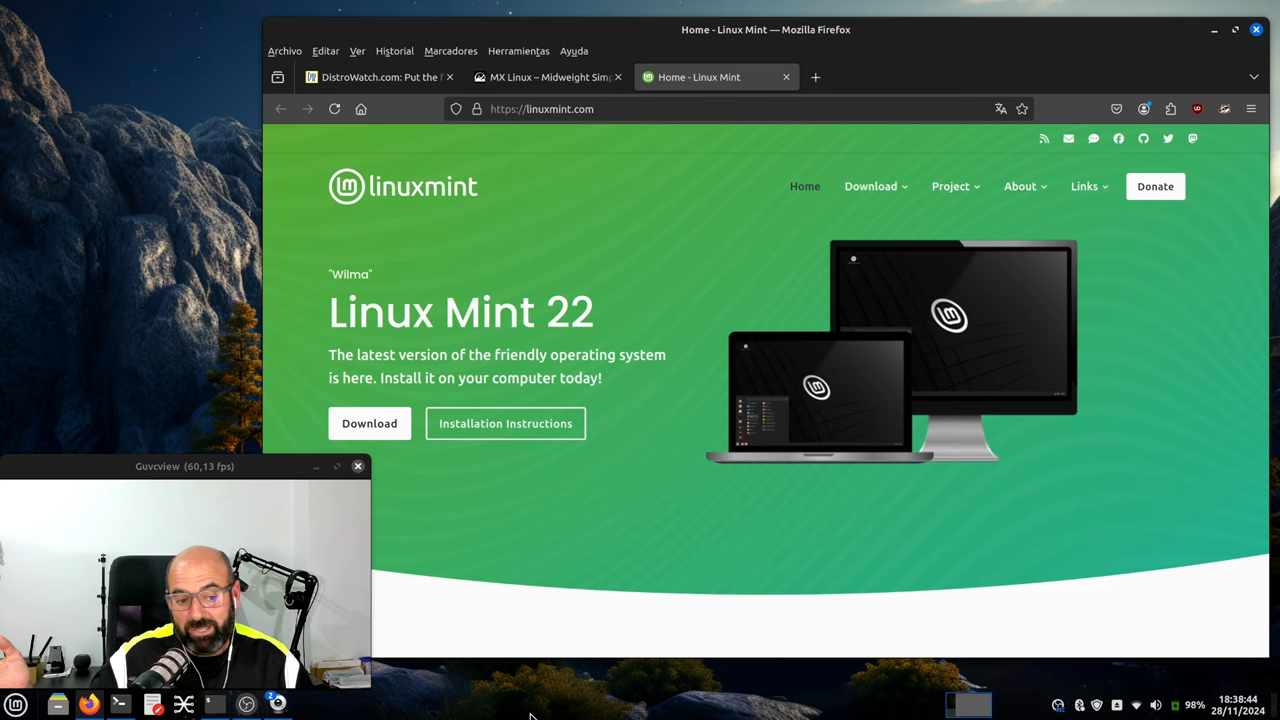 Home - Linux Mint — Mozilla Firefox
Archivo Editar Ver Historial Marcadores Herramientas Ayuda
DistroWatch.com: Put the f
MX Linux – Midweight Simp
Home - Linux Mint
https://linuxmint.com
linuxmint
Home Download Project About Links Donate
"Wilma"
Linux Mint 22
The latest version of the friendly operating system
is here. Install it on your computer today!
Download Installation Instructions
Guvcview (60,13 fps)
2
98%
18:38:44
28/11/2024